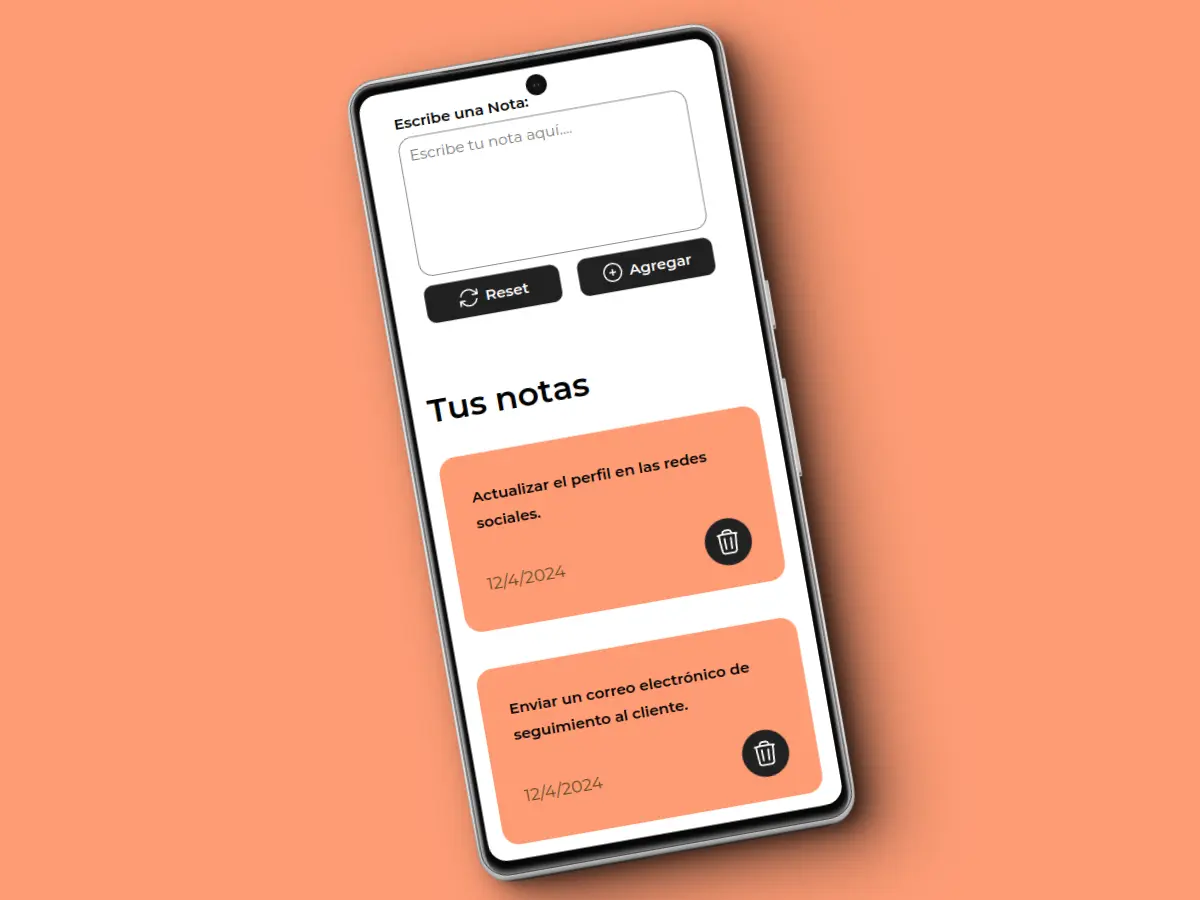 Escribe una Nota:
Escribe tu nota aquí....
Reset
Agregar
Tus notas
Actualizar el perfil en las redes
sociales.
12/4/2024
Enviar un correo electrónico de
seguimiento al cliente.
12/4/2024